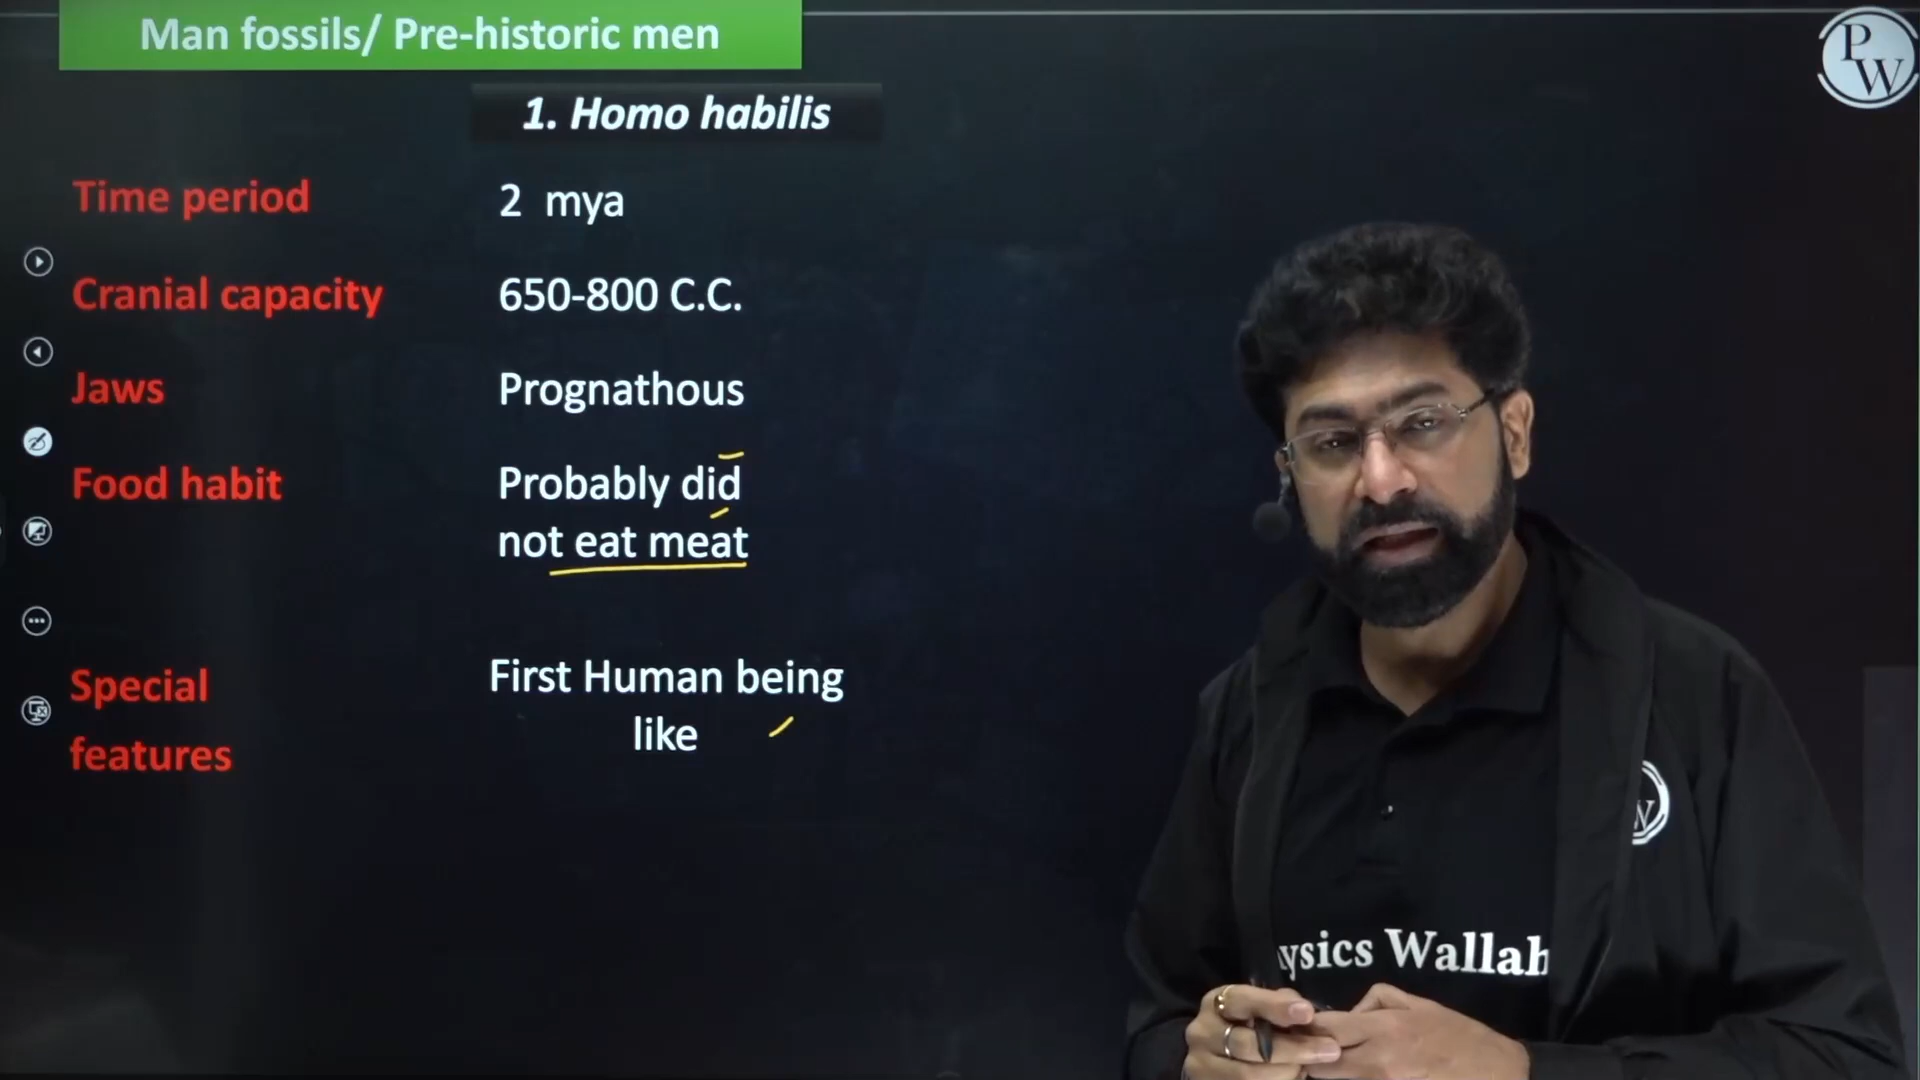 Man fossils/ Pre-historic men
PW
1. Homo habilis
Time period
2 mya
Cranial capacity
650-800 C.C.
Jaws
Prognathous
Food habit
Probably did
not eat meat
Special
features
First Human being
like
W
ysics Wallah